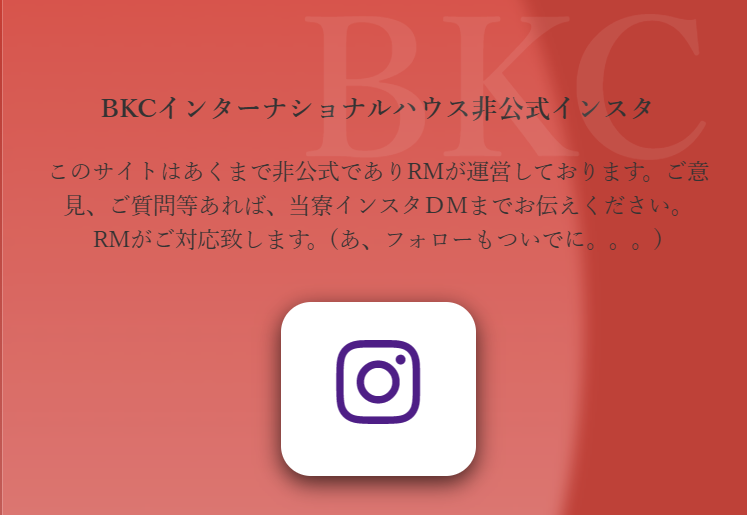 BKC
BKCインターナショナルハウス非公式インスタ
このサイトはあくまで非公式でありRMが運営しております。ご意
見、ご質問等あれば、当寮インスタＤＭまでお伝えください。
RMがご対応致します。（あ、フォローもついでに。。。）